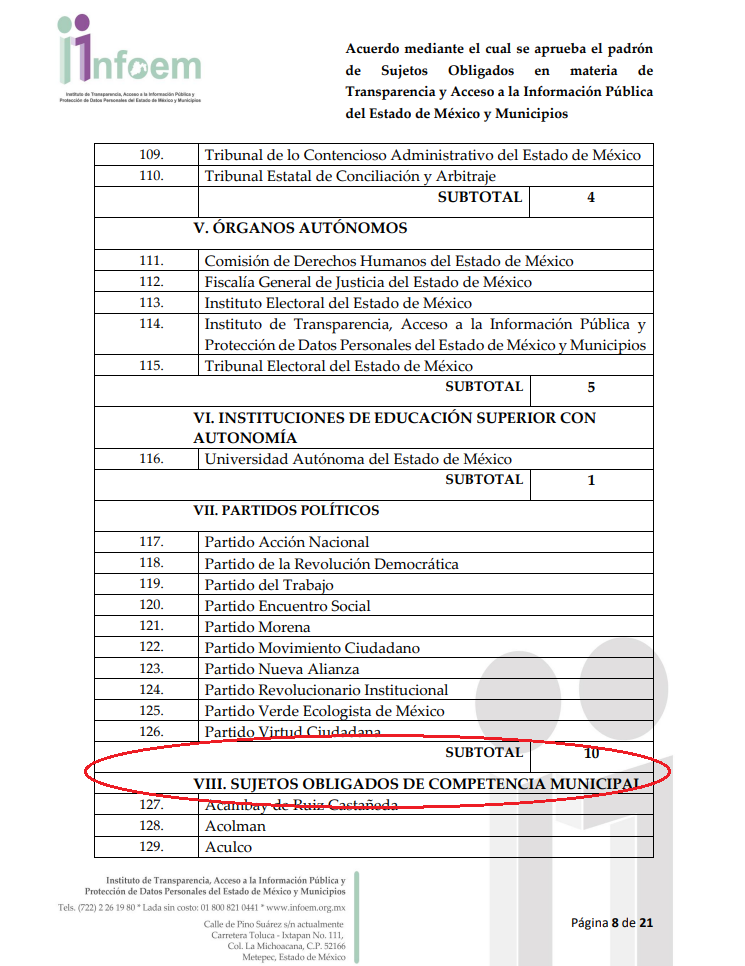 infoem
Instituto de Transparencia, Acceso a la Información Pública y
Protección de Datos Personales del Estado de México y Municipios
Acuerdo mediante el cual se aprueba el padrón
de Sujetos Obligados en materia de
Transparencia y Acceso a la Información Pública
del Estado de México y Municipios
109. Tribunal de lo Contencioso Administrativo del Estado de México
110. Tribunal Estatal de Conciliación y Arbitraje
SUBTOTAL 4
V. ÓRGANOS AUTÓNOMOS
111. Comisión de Derechos Humanos del Estado de México
112. Fiscalía General de Justicia del Estado de México
113. Instituto Electoral del Estado de México
114. Instituto de Transparencia, Acceso a la Información Pública y
Protección de Datos Personales del Estado de México y Municipios
115. Tribunal Electoral del Estado de México
SUBTOTAL 5
VI. INSTITUCIONES DE EDUCACIÓN SUPERIOR CON
AUTONOMÍA
116. Universidad Autónoma del Estado de México
SUBTOTAL 1
VII. PARTIDOS POLÍTICOS
117. Partido Acción Nacional
118. Partido de la Revolución Democrática
119. Partido del Trabajo
120. Partido Encuentro Social
121. Partido Morena
122. Partido Movimiento Ciudadano
123. Partido Nueva Alianza
124. Partido Revolucionario Institucional
125. Partido Verde Ecologista de México
126. Partido Virtud Ciudadana
SUBTOTAL 10
VIII. SUJETOS OBLIGADOS DE COMPETENCIA MUNICIPAL
127. Acambay de Ruiz Castañeda
128. Acolman
129. Aculco
Instituto de Transparencia, Acceso a la Información Pública y
Protección de Datos Personales del Estado de México y Municipios
Tels. (722) 2 26 19 80 * Lada sin costo: 01 800 821 0441 * www.infoem.org.mx
Calle de Pino Suárez s/n actualmente
Carretera Toluca - Ixtapan No. 111,
Col. La Michoacana, C.P. 52166
Metepec, Estado de México
Página 8 de 21